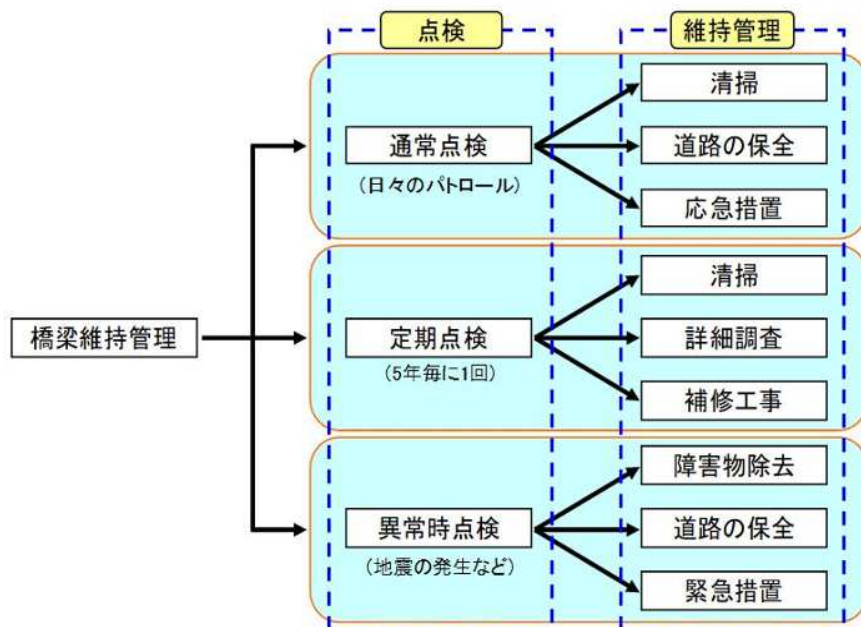 点検
維持管理
清掃
通常点検
道路の保全
(日々のパトロール)
応急措置
清掃
橋梁維持管理
定期点検
詳細調査
(5年毎に1回)
補修工事
障害物除去
異常時点検
道路の保全
(地震の発生など)
緊急措置